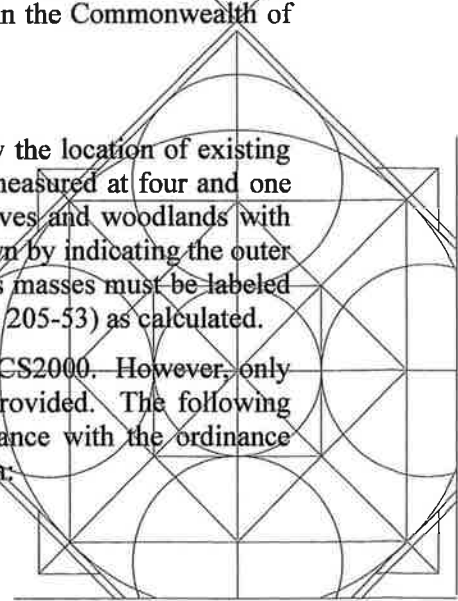 in the Commonwealth of
the location of existing
measured at four and one
ves and woodlands with
n by indicating the outer
s masses must be labeled
205-53) as calculated.
CS2000. However, only
rovided. The following
ance with the ordinance